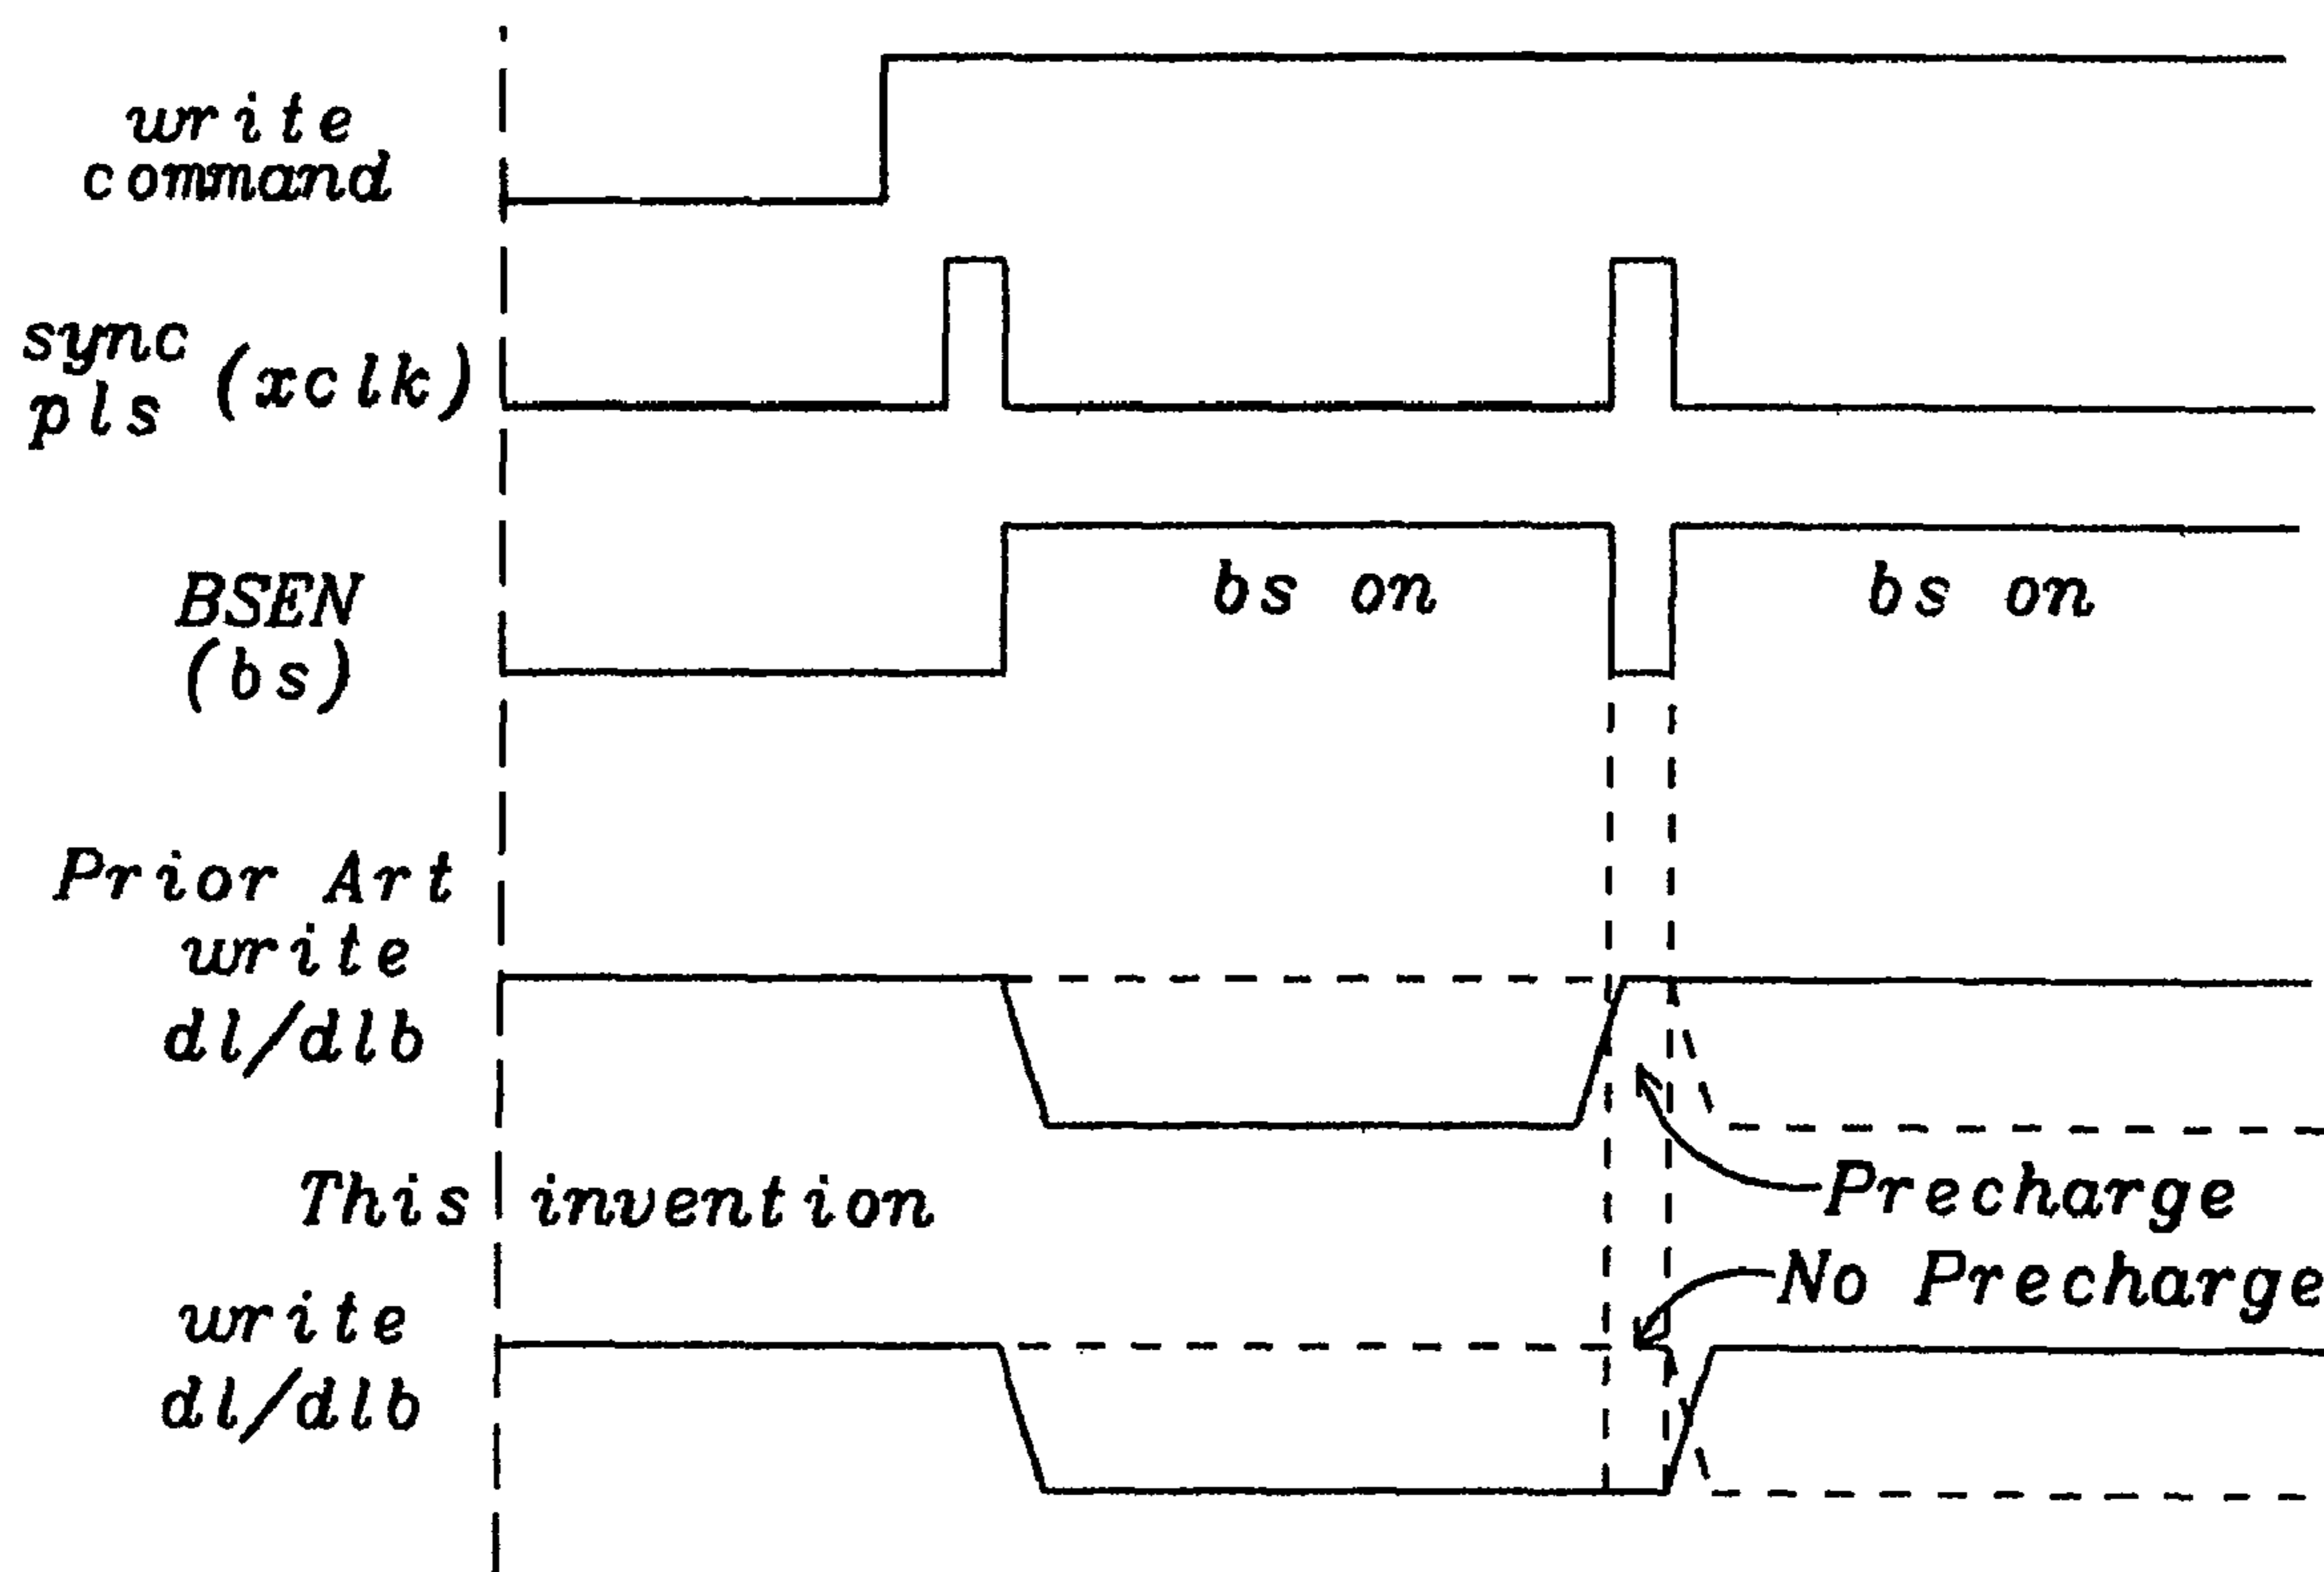 write
command
sync
pls (xclk)
BSEN
(bs)
bs on
bs on
Prior Art
write
dl/dlb
Precharge
This invention
No Precharge
write
dl/dlb